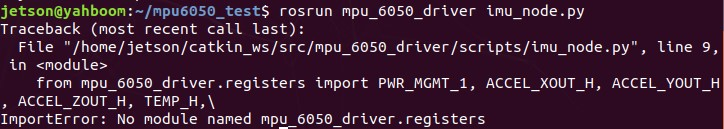 jetson@yahboom:~/mpu6050_test$ rosrun mpu_6050_driver imu_node.py
Traceback (most recent call last):
  File "/home/jetson/catkin_ws/src/mpu_6050_driver/scripts/imu_node.py", line 9,
 in <module>
    from mpu_6050_driver.registers import PWR_MGMT_1, ACCEL_XOUT_H, ACCEL_YOUT_H
, ACCEL_ZOUT_H, TEMP_H,\
ImportError: No module named mpu_6050_driver.registers